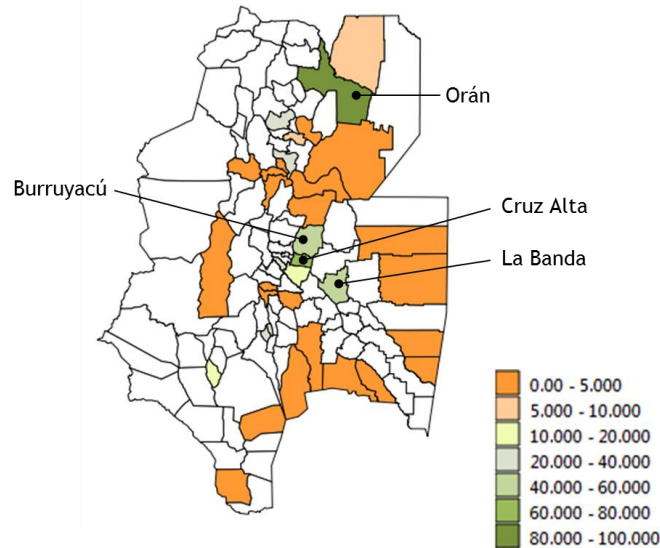 Orán
Burruyacú
Cruz Alta
La Banda
0.00 - 5.000
5.000 - 10.000
10.000 - 20.000
20.000 - 40.000
40.000 - 60.000
60.000 - 80.000
80.000 - 100.000